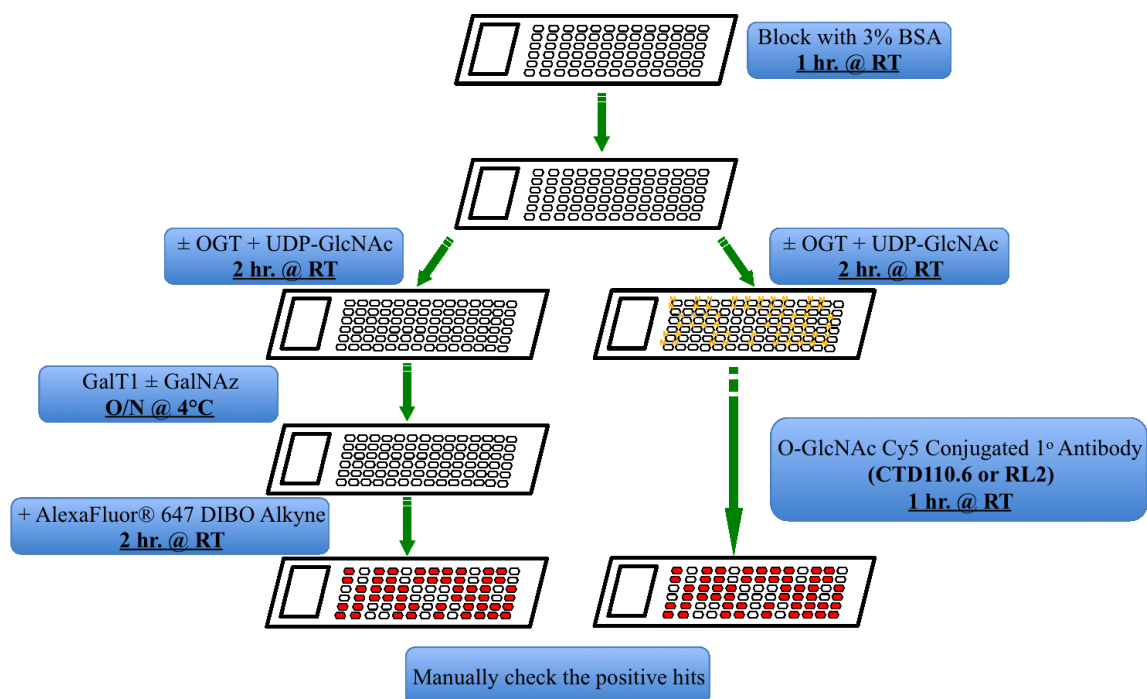 Block with 3% BSA
1 hr. @ RT
± OGT + UDP-GlcNAc
2 hr. @ RT
± OGT + UDP-GlcNAc
2 hr. @ RT
GalT1 ± GalNAz
O/N @ 4°C
O-GlcNAc Cy5 Conjugated 1º Antibody
(CTD110.6 or RL2)
1 hr. @ RT
+ AlexaFluor® 647 DIBO Alkyne
2 hr. @ RT
Manually check the positive hits